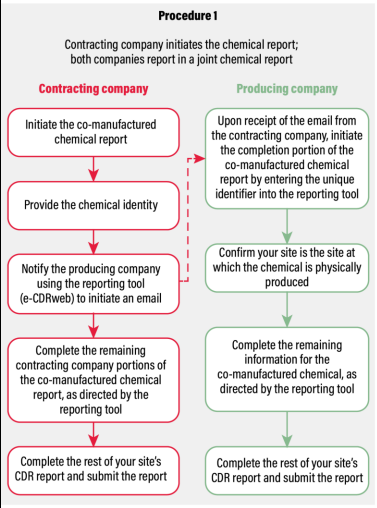 Procedure 1
Contracting company initiates the chemical report;
both companies report in a joint chemical report
Contracting company
Initiate the co-manufactured
chemical report
Provide the chemical identity
Notify the producing company
using the reporting tool
(e-CDRweb) to initiate an email
Complete the remaining
contracting company portions of
the co-manufactured chemical
report, as directed by the
reporting tool
Complete the rest of your site's
CDR report and submit the report
Producing company
Upon receipt of the email from
the contracting company, initiate
the completion portion of the
co-manufactured chemical
report by entering the unique
identifier into the reporting tool
Confirm your site is the site at
which the chemical is physically
produced
Complete the remaining
information for the
co-manufactured chemical, as
directed by the reporting tool
Complete the rest of your site's
CDR report and submit the report